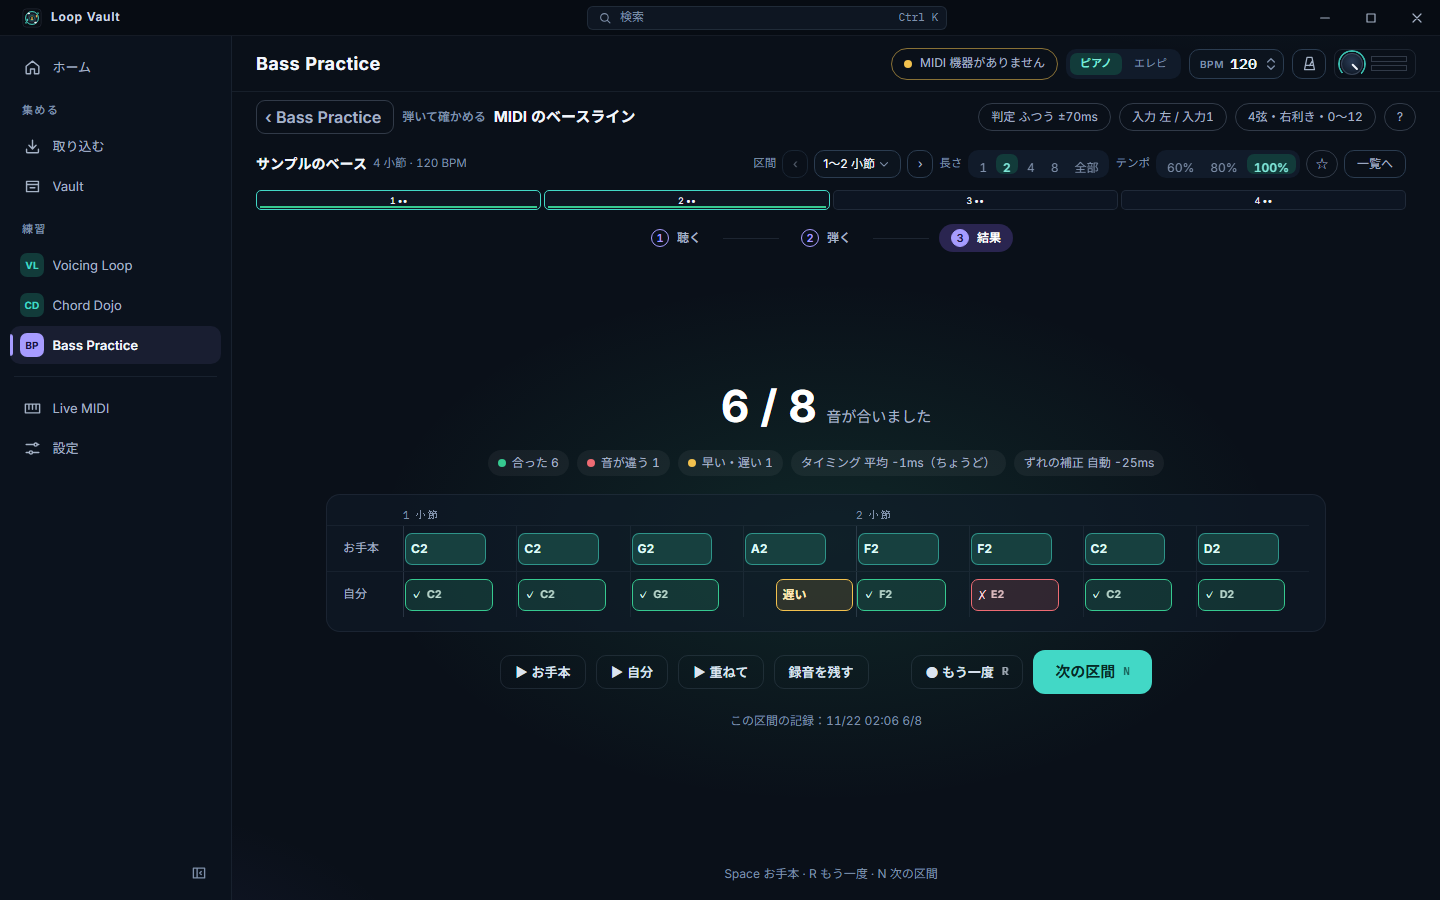 Loop Vault
検索 Ctrl K
ホーム
集める
取り込む
Vault
練習
VL Voicing Loop
CD Chord Dojo
BP Bass Practice
Live MIDI
設定
Bass Practice
MIDI 機器がありません
ピアノ エレピ
BPM 120
‹ Bass Practice 弾いて確かめる MIDI のベースライン
判定 ふつう ±70ms 入力 左 / 入力1 4弦・右利き・0〜12 ?
サンプルのベース 4 小節 · 120 BPM
区間 ‹ 1〜2 小節 › 長さ 1 2 4 8 全部 テンポ 60% 80% 100% ☆ 一覧へ
1 •• 2 •• 3 •• 4 ••
1 聴く 2 弾く 3 結果
6 / 8 音が合いました
合った 6 音が違う 1 早い・遅い 1 タイミング 平均 -1ms（ちょうど） ずれの補正 自動 -25ms
1 小節 2 小節
お手本 C2 C2 G2 A2 F2 F2 C2 D2
自分 ✓ C2 ✓ C2 ✓ G2 遅い ✓ F2 ✗ E2 ✓ C2 ✓ D2
▶ お手本 ▶ 自分 ▶ 重ねて 録音を残す ● もう一度 R 次の区間 N
この区間の記録：11/22 02:06 6/8
Space お手本 · R もう一度 · N 次の区間